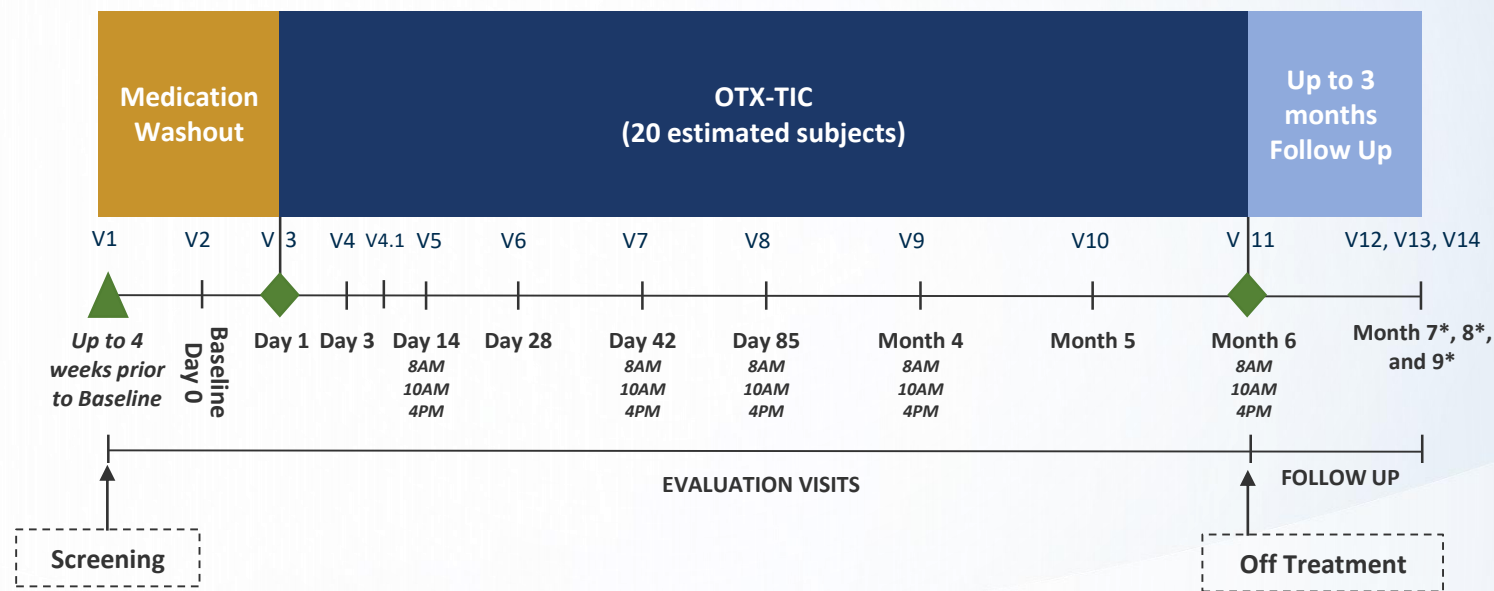 Medication
Washout
OTX-TIC
(20 estimated subjects)
Up to 3
months
Follow Up
V1
V2
V 3
V4
V4.1
V5
V6
V7
V8
V9
V10
V 11
V12, V13, V14
Up to 4
weeks prior
to Baseline
Baseline
Day 0
Day 1
Day 3
Day 14
8AM
10AM
4PM
Day 28
Day 42
8AM
10AM
4PM
Day 85
8AM
10AM
4PM
Month 4
8AM
10AM
4PM
Month 5
Month 6
8AM
10AM
4PM
Month 7*, 8*,
and 9*
EVALUATION VISITS
FOLLOW UP
Screening
Off Treatment